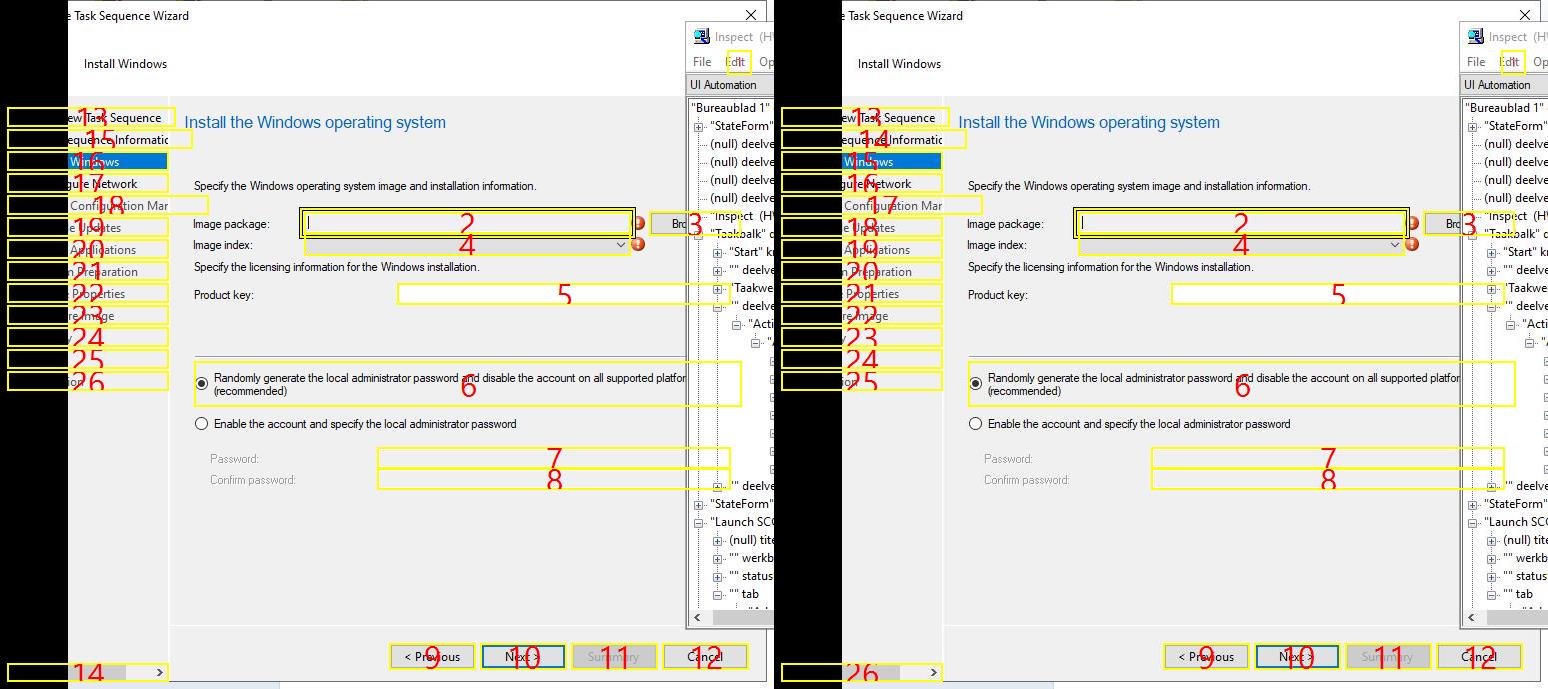 e Task Sequence Wizard
Inspect (H
Install Windows
File Edit Op
1
UI Automation
"Bureaublad 1"
13
ew Task Sequence
Install the Windows operating system
"StateForm"
15
equence Informatic
(null) deelve
16
Windows
(null) deelve
17
gure Network
Specify the Windows operating system image and installation information.
(null) deelve
18
Configuration Mar
(null) deelve
19
e Updates
Image package:
2
3
Bro
"Inspect (H
"Taakbalk" d
20
Applications
Image index:
4
"Start" k
21
n Preparation
Specify the licensing information for the Windows installation.
"" deelve
22
Properties
Product key:
5
"Taakwe
23
re Image
"" deelve
24
"Acti
25
26
Randomly generate the local administrator password and disable the account on all supported platfor
(recommended)
6
Enable the account and specify the local administrator password
Password:
7
Confirm password:
8
"" deelve
"StateForm"
"Launch SCC
(null) tite
"" werkb
"" status
"" tab
14
< Previous
9
Next >
10
Summary
11
Cancel
12
e Task Sequence Wizard
Inspect (H
Install Windows
File Edit Op
1
UI Automation
"Bureaublad 1"
13
ew Task Sequence
Install the Windows operating system
"StateForm"
14
equence Informatic
(null) deelve
15
Windows
(null) deelve
16
gure Network
Specify the Windows operating system image and installation information.
(null) deelve
17
Configuration Mar
(null) deelve
18
e Updates
Image package:
2
3
Bro
"Inspect (H
"Taakbalk" d
19
Applications
Image index:
4
"Start" k
20
n Preparation
Specify the licensing information for the Windows installation.
"" deelve
21
Properties
Product key:
5
"Taakwe
22
re Image
"" deelve
23
"Acti
24
25
Randomly generate the local administrator password and disable the account on all supported platfor
(recommended)
6
Enable the account and specify the local administrator password
Password:
7
Confirm password:
8
"" deelve
"StateForm"
"Launch SCC
(null) tite
"" werkb
"" status
"" tab
26
< Previous
9
Next >
10
Summary
11
Cancel
12